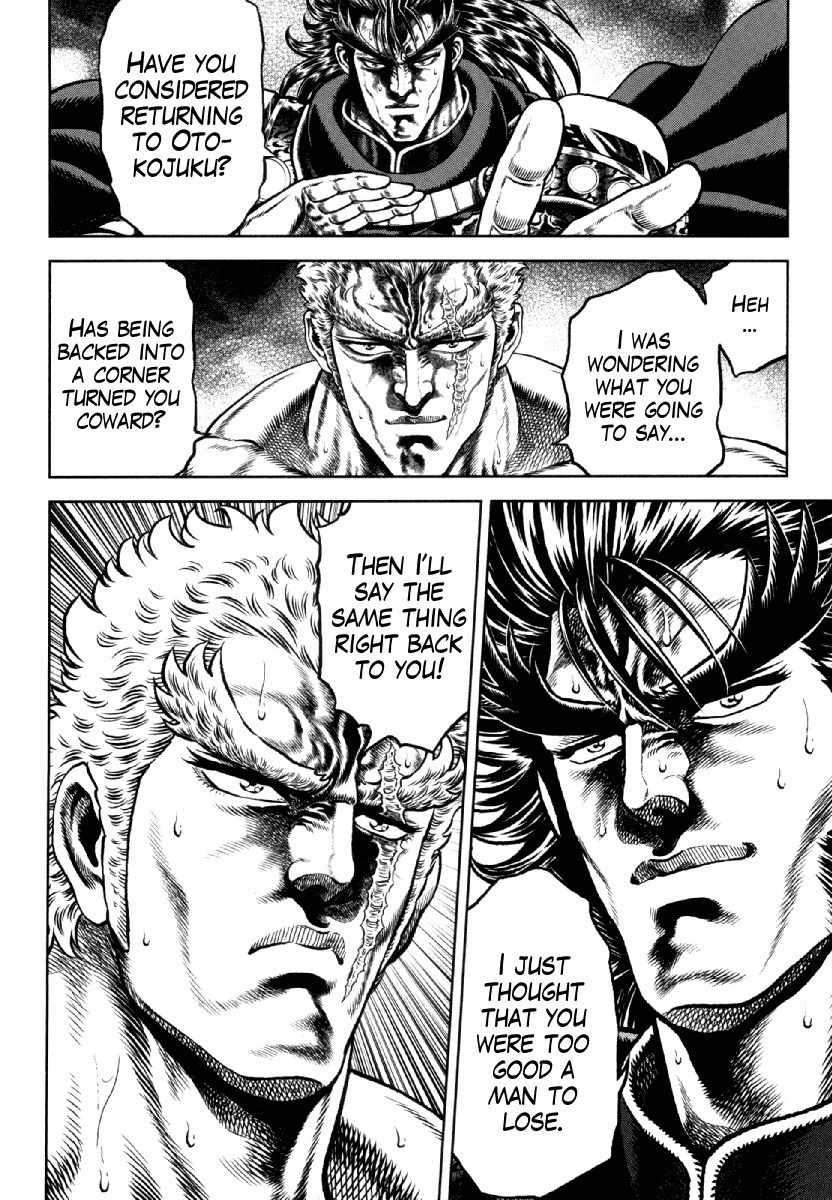 HAVE YOU
CONSIDERED
RETURNING
TO OTO-
KOJUKU?
HEH
...
I WAS
WONDERING
WHAT YOU
WERE GOING
TO SAY...
HAS BEING
BACKED INTO
A CORNER
TURNED YOU
COWARD?
I JUST
THOUGHT
THAT YOU
WERE TOO
GOOD A
MAN TO
LOSE.
THEN I'LL
SAY THE
SAME THING
RIGHT BACK
TO YOU!